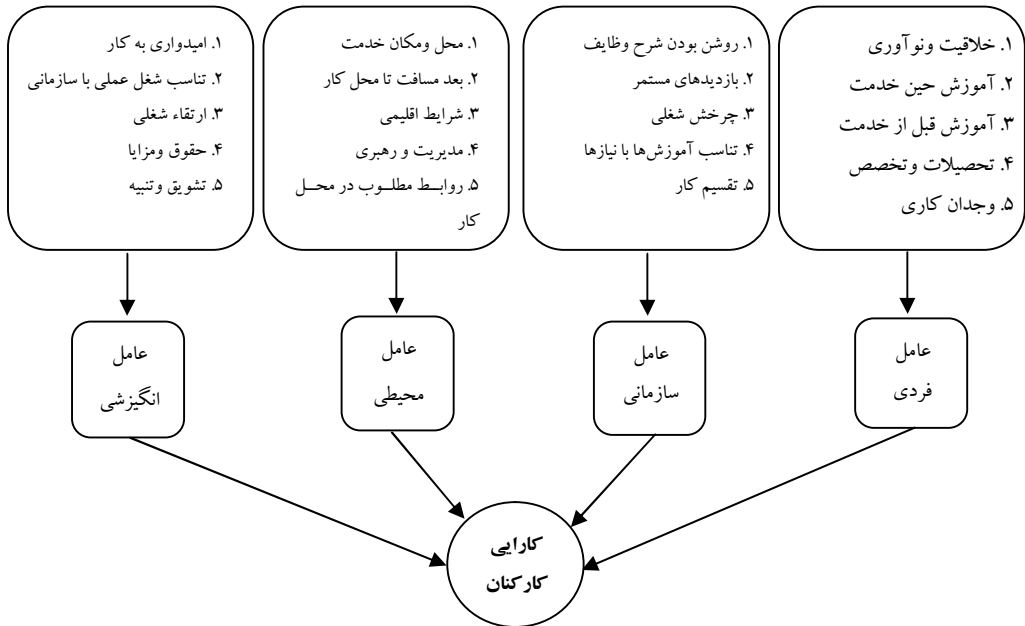 ۱. خلاقیت ونوآوری
۲. آموزش حین خدمت
۳. آموزش قبل از خدمت
۴. تحصیلات وتخصص
۵. وجدان کاری
۱. روشن بودن شرح وظایف
۲. بازدیدهای مستمر
۳. چرخش شغلی
۴. تناسب آموزش‌ها با نیازها
۵. تقسیم کار
۱. محل ومکان خدمت
۲. بعد مسافت تا محل کار
۳. شرایط اقلیمی
۴. مدیریت و رهبری
۵. روابـط مطلـوب در محـل
کار
۱. امیدواری به کار
۲. تناسب شغل عملی با سازمانی
۳. ارتقاء شغلی
۴. حقوق ومزایا
۵. تشویق وتنبیه
عامل
فردی
عامل
سازمانی
عامل
محیطی
عامل
انگیزشی
کارایی
کارکنان